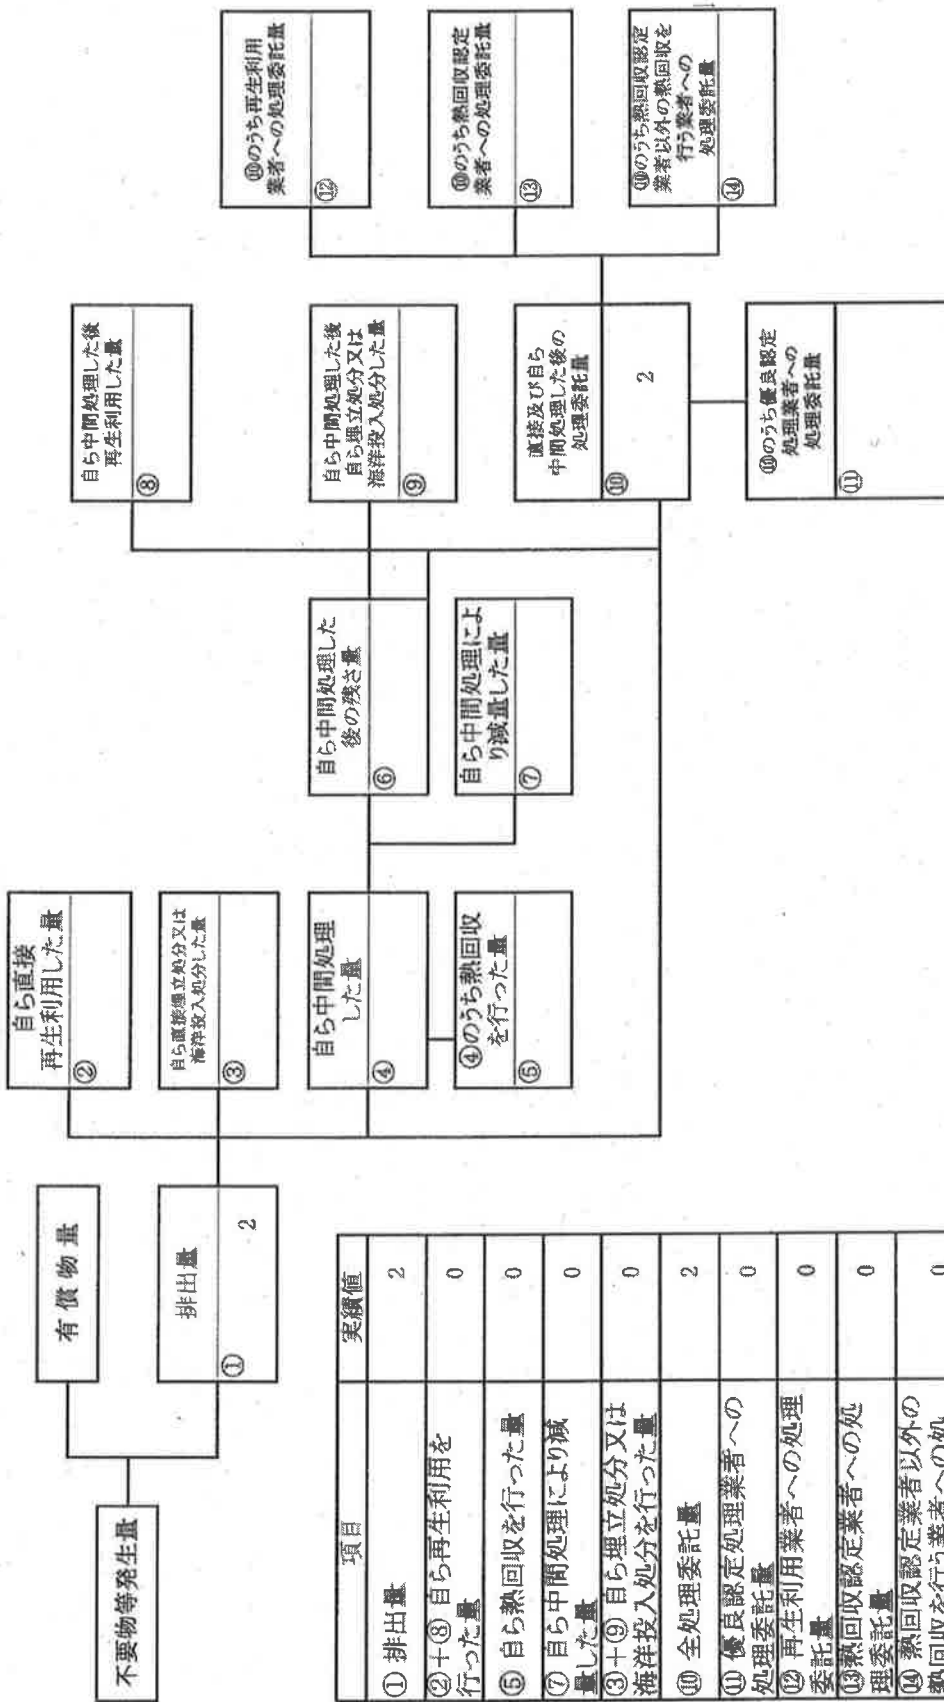 不要物等発生量
有償物量
排出量
①
2
自ら直接
再生利用した量
②
自ら直接埋立処分又は
海洋投入処分した量
③
自ら中間処理
した量
④
④のうち熱回収
を行った量
⑤
自ら中間処理した
後の残さ量
⑥
自ら中間処理によ
り減量した量
⑦
自ら中間処理した後
再生利用した量
⑧
自ら中間処理した後
自ら埋立処分又は
海洋投入処分した量
⑨
直接及び自ら
中間処理した後の
処理委託量
⑩
2
⑩のうち優良認定
処理業者への
処理委託量
⑪
⑩のうち再生利用
業者への処理委託量
⑫
⑩のうち熱回収認定
業者への処理委託量
⑬
⑩のうち熱回収認定
業者以外の熱回収を
行う業者への
処理委託量
⑭
項目 実績値
① 排出量 2
②+⑧ 自ら再生利用を
行った量 0
⑤ 自ら熱回収を行った量 0
⑦ 自ら中間処理により減
量した量 0
③+⑨ 自ら埋立処分又は
海洋投入処分を行った量 0
⑩ 全処理委託量 2
⑪ 優良認定処理業者への
処理委託量 0
⑫ 再生利用業者への処理
委託量 0
⑬熱回収認定業者への処
理委託量 0
⑭ 熱回収認定業者以外の
熱回収を行う業者への処 0